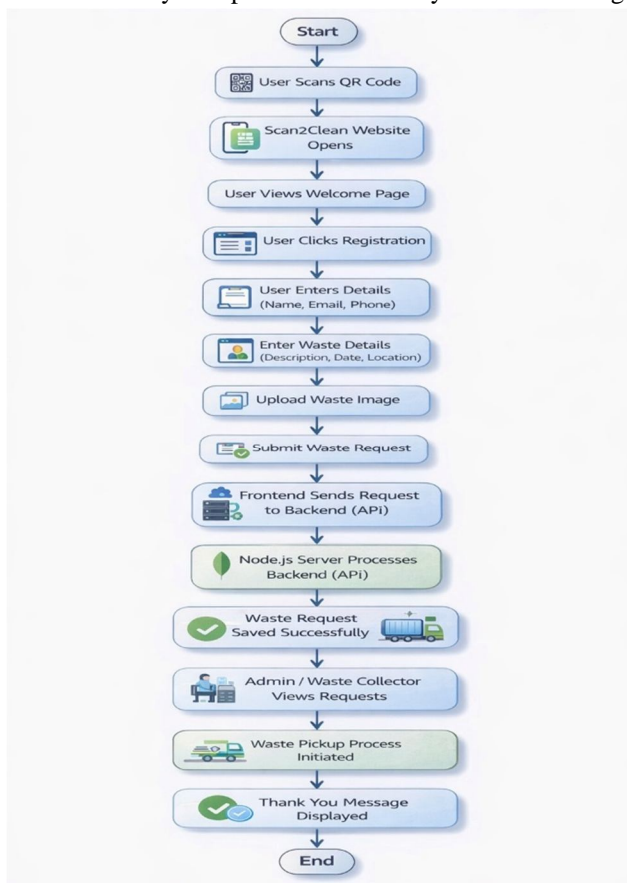 Start
User Scans QR Code
Scan2Clean Website
Opens
User Views Welcome Page
User Clicks Registration
User Enters Details
(Name, Email, Phone)
Enter Waste Details
(Description, Date, Location)
Upload Waste Image
Submit Waste Request
Frontend Sends Request
to Backend (APi)
Node.js Server Processes
Backend (APi)
Waste Request
Saved Successfully
Admin / Waste Collector
Views Requests
Waste Pickup Process
Initiated
Thank You Message
Displayed
End